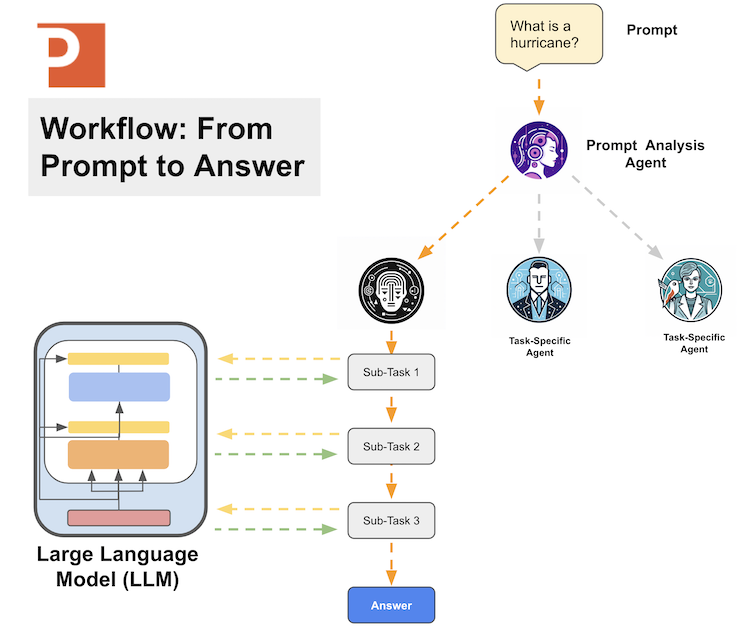 P
Workflow: From
Prompt to Answer
What is a
hurricane?
Prompt
Prompt Analysis
Agent
Task-Specific
Agent
Task-Specific
Agent
Sub-Task 1
Sub-Task 2
Sub-Task 3
Answer
Large Language
Model (LLM)